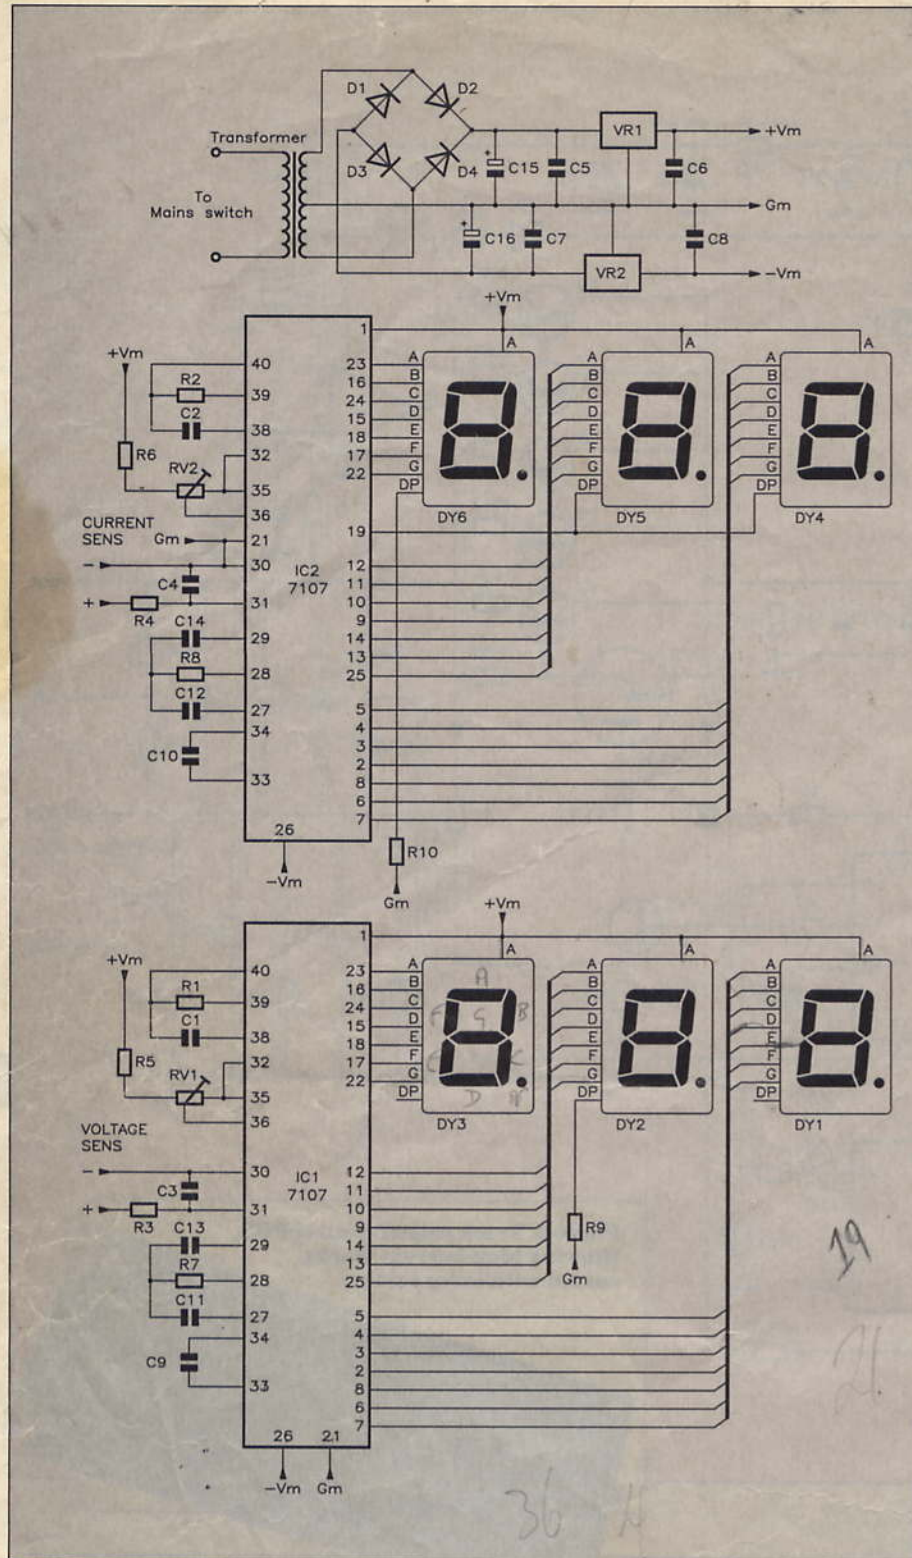 D1 D2
Transformer VR1 +Vm
D3 D4 C15 C5 C6
+
To
Mains switch
Gm
+
C16 C7 C8
VR2 -Vm
+Vm
1 A A A
+Vm 40 23 A A A
R2 39 16 B B B
C2 24 C C C
38 15 D D D
R6 32 18 E E E
RV2 17 F F F
35 22 G G G
36 DP DP DP
DY6 DY5 DY4
CURRENT
SENS Gm 21 19
- 30 IC2 12
C4 7107 11
+ 31 10
R4 C14 9
29 14
R8 28 13
25
C12 27 5
34 4
C10 3
2
33 8
6
7
26
R10
-Vm
Gm
+Vm
1 A A A
+Vm 40 23 A A A A
R1 39 16 B B B
C1 24 C F G B C C
38 15 D D D
R5 32 18 E E E
RV1 17 F C F F
35 22 G D G G
36 DP DP DP
DY3 DY2 DY1
VOLTAGE
SENS
- 30 IC1 12
C3 7107 11
+ 31 10
R3 C13 9 R9 19
29 14
R7 28 13
25 Gm
C11 27 5
34 4
C9 3
2
33 8
6
7
26 21
-Vm Gm
36